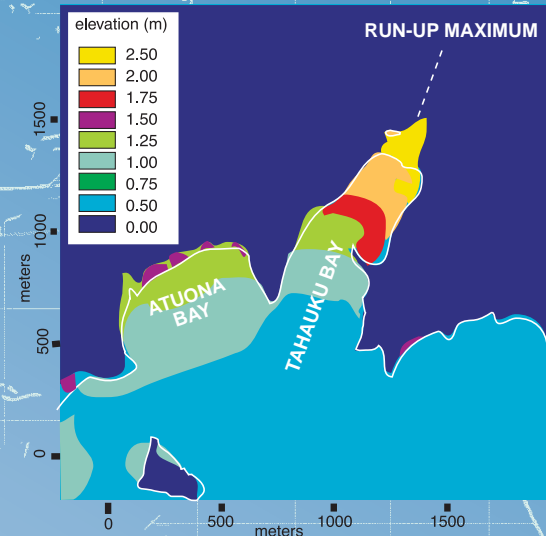 elevation (m)
2.50
2.00
1.75
1.50
1.25
1.00
0.75
0.50
0.00
RUN-UP MAXIMUM
1500
1000
meters
500
0
ATUONA
BAY
TAHAUKU BAY
0
500
meters
1000
1500